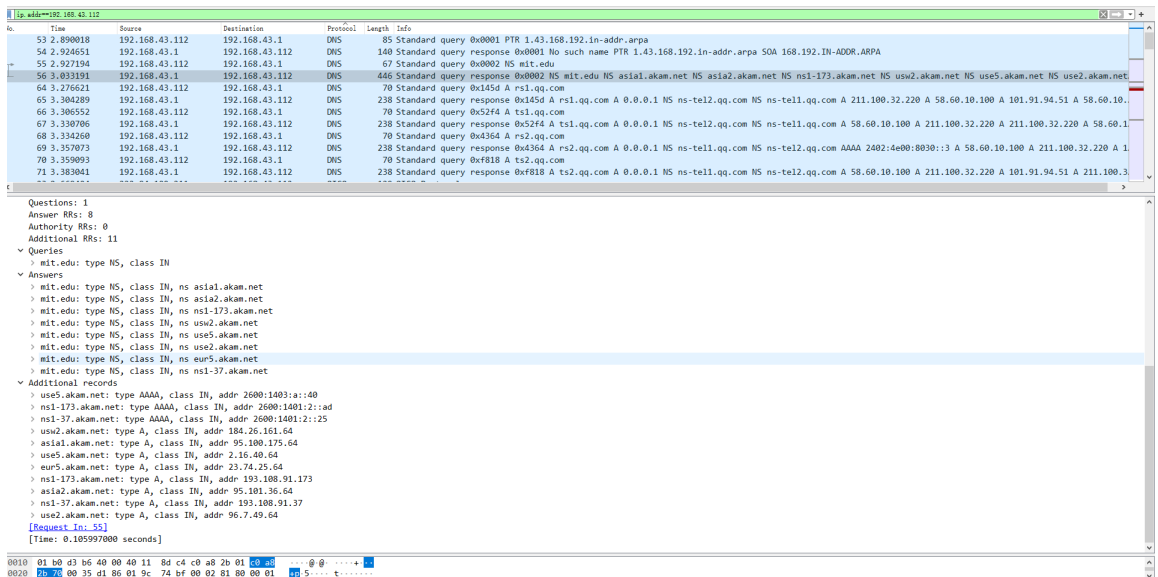 ip.addr==192.168.43.112
No. Time Source Destination Protocol Length Info
53 2.890018 192.168.43.112 192.168.43.1 DNS 85 Standard query 0x0001 PTR 1.43.168.192.in-addr.arpa
54 2.924651 192.168.43.1 192.168.43.112 DNS 140 Standard query response 0x0001 No such name PTR 1.43.168.192.in-addr.arpa SOA 168.192.IN-ADDR.ARPA
55 2.927194 192.168.43.112 192.168.43.1 DNS 67 Standard query 0x0002 NS mit.edu
56 3.033191 192.168.43.1 192.168.43.112 DNS 446 Standard query response 0x0002 NS mit.edu NS asia1.akam.net NS asia2.akam.net NS ns1-173.akam.net NS usw2.akam.net NS use5.akam.net NS use2.akam.net
64 3.276621 192.168.43.112 192.168.43.1 DNS 70 Standard query 0x145d A rs1.qq.com
65 3.304289 192.168.43.1 192.168.43.112 DNS 238 Standard query response 0x145d A rs1.qq.com A 0.0.0.1 NS ns-tel2.qq.com NS ns-tel1.qq.com A 211.100.32.220 A 58.60.10.100 A 101.91.94.51 A 58.60.10.
66 3.306552 192.168.43.112 192.168.43.1 DNS 70 Standard query 0x52f4 A ts1.qq.com
67 3.330706 192.168.43.1 192.168.43.112 DNS 238 Standard query response 0x52f4 A ts1.qq.com A 0.0.0.1 NS ns-tel2.qq.com NS ns-tel1.qq.com A 58.60.10.100 A 211.100.32.220 A 211.100.32.220 A 58.60.1
68 3.334260 192.168.43.112 192.168.43.1 DNS 70 Standard query 0x4364 A rs2.qq.com
69 3.357073 192.168.43.1 192.168.43.112 DNS 238 Standard query response 0x4364 A rs2.qq.com A 0.0.0.1 NS ns-tel1.qq.com NS ns-tel2.qq.com AAAA 2402:4e00:8030::3 A 58.60.10.100 A 211.100.32.220 A 1
70 3.359093 192.168.43.112 192.168.43.1 DNS 70 Standard query 0xf818 A ts2.qq.com
71 3.383041 192.168.43.1 192.168.43.112 DNS 238 Standard query response 0xf818 A ts2.qq.com A 0.0.0.1 NS ns-tel1.qq.com NS ns-tel2.qq.com A 58.60.10.100 A 211.100.32.220 A 101.91.94.51 A 211.100.3
Questions: 1
Answer RRs: 8
Authority RRs: 0
Additional RRs: 11
Queries
mit.edu: type NS, class IN
Answers
mit.edu: type NS, class IN, ns asia1.akam.net
mit.edu: type NS, class IN, ns asia2.akam.net
mit.edu: type NS, class IN, ns ns1-173.akam.net
mit.edu: type NS, class IN, ns usw2.akam.net
mit.edu: type NS, class IN, ns use5.akam.net
mit.edu: type NS, class IN, ns use2.akam.net
mit.edu: type NS, class IN, ns eur5.akam.net
mit.edu: type NS, class IN, ns ns1-37.akam.net
Additional records
use5.akam.net: type AAAA, class IN, addr 2600:1403:a::40
ns1-173.akam.net: type AAAA, class IN, addr 2600:1401:2::ad
ns1-37.akam.net: type AAAA, class IN, addr 2600:1401:2::25
usw2.akam.net: type A, class IN, addr 184.26.161.64
asia1.akam.net: type A, class IN, addr 95.100.175.64
use5.akam.net: type A, class IN, addr 2.16.40.64
eur5.akam.net: type A, class IN, addr 23.74.25.64
ns1-173.akam.net: type A, class IN, addr 193.108.91.173
asia2.akam.net: type A, class IN, addr 95.101.36.64
ns1-37.akam.net: type A, class IN, addr 193.108.91.37
use2.akam.net: type A, class IN, addr 96.7.49.64
[Request In: 55]
[Time: 0.105997000 seconds]
0010 01 b0 d3 b6 40 00 40 11 8d c4 c0 a8 2b 01 c0 a8 ····@·@· ····+···
0020 2b 70 00 35 d1 86 01 9c 74 bf 00 02 81 80 00 01 +p·5···· t·······